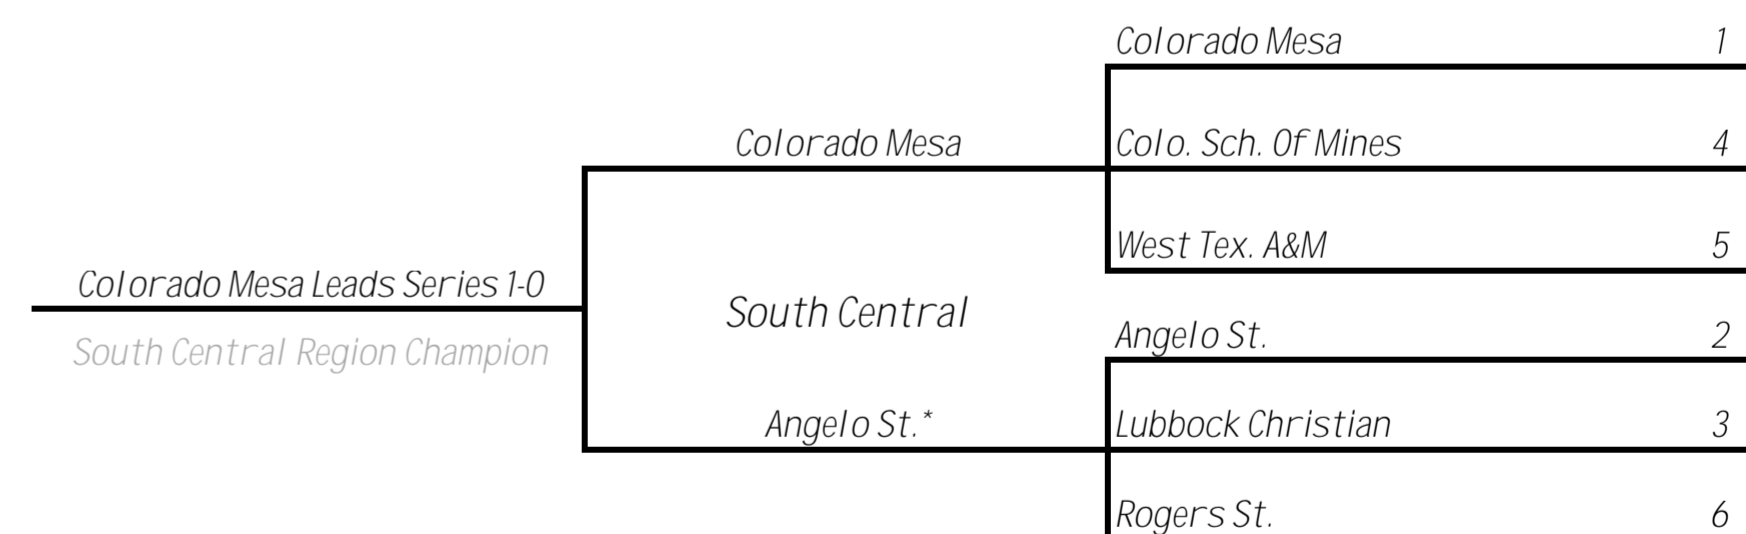 Colorado Mesa 1
Colorado Mesa
Colo. Sch. Of Mines 4
West Tex. A&M 5
Colorado Mesa Leads Series 1-0
South Central
South Central Region Champion
Angelo St. 2
Angelo St.*
Lubbock Christian 3
Rogers St. 6